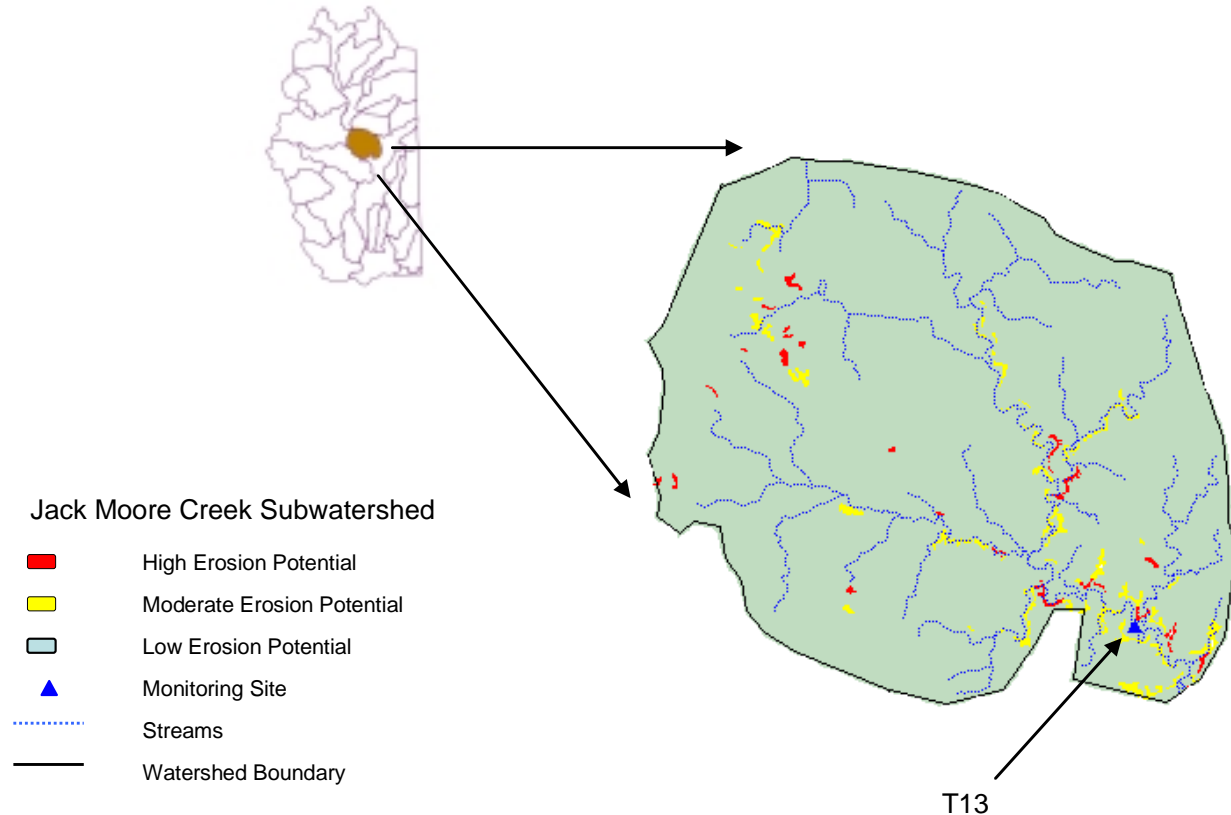 Jack Moore Creek Subwatershed
High Erosion Potential
Moderate Erosion Potential
Low Erosion Potential
Monitoring Site
Streams
Watershed Boundary
T13